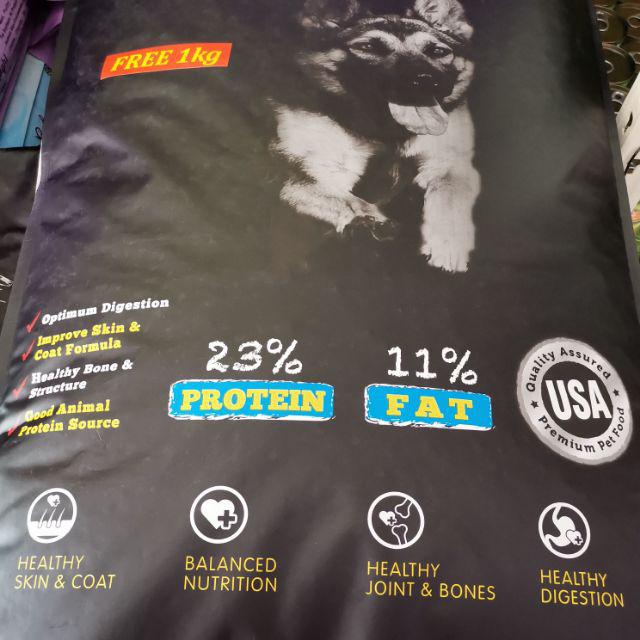 FREE 1kg
Optimum Digestion
Improve Skin &
Coat Formula
Healthy Bone &
Structure
Good Animal
Protein Source
23%
PROTEIN
11%
FAT
Quality Assured
USA
Premium Pet Food
HEALTHY
SKIN & COAT
BALANCED
NUTRITION
HEALTHY
JOINT & BONES
HEALTHY
DIGESTION